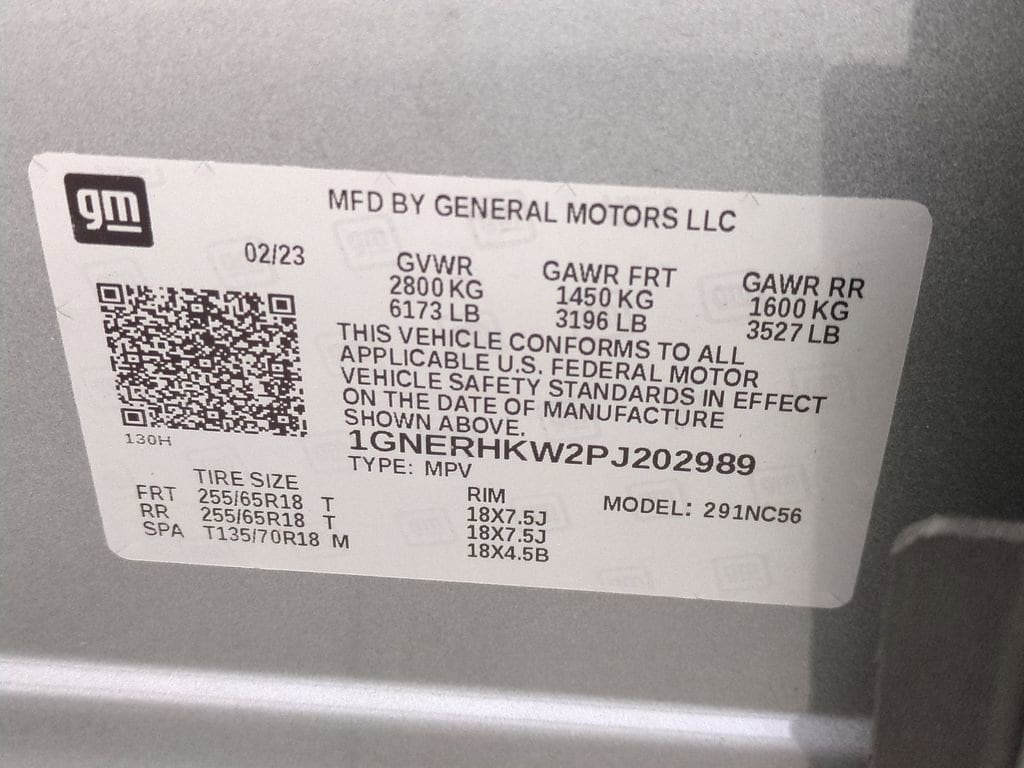 gm
MFD BY GENERAL MOTORS LLC
02/23
GVWR GAWR FRT GAWR RR
2800 KG 1450 KG 1600 KG
6173 LB 3196 LB 3527 LB
THIS VEHICLE CONFORMS TO ALL
APPLICABLE U.S. FEDERAL MOTOR
VEHICLE SAFETY STANDARDS IN EFFECT
ON THE DATE OF MANUFACTURE
SHOWN ABOVE.
130H
1GNERHKW2PJ202989
TYPE: MPV
TIRE SIZE RIM MODEL: 291NC56
FRT 255/65R18 T 18X7.5J
RR 255/65R18 T 18X7.5J
SPA T135/70R18 M 18X4.5B